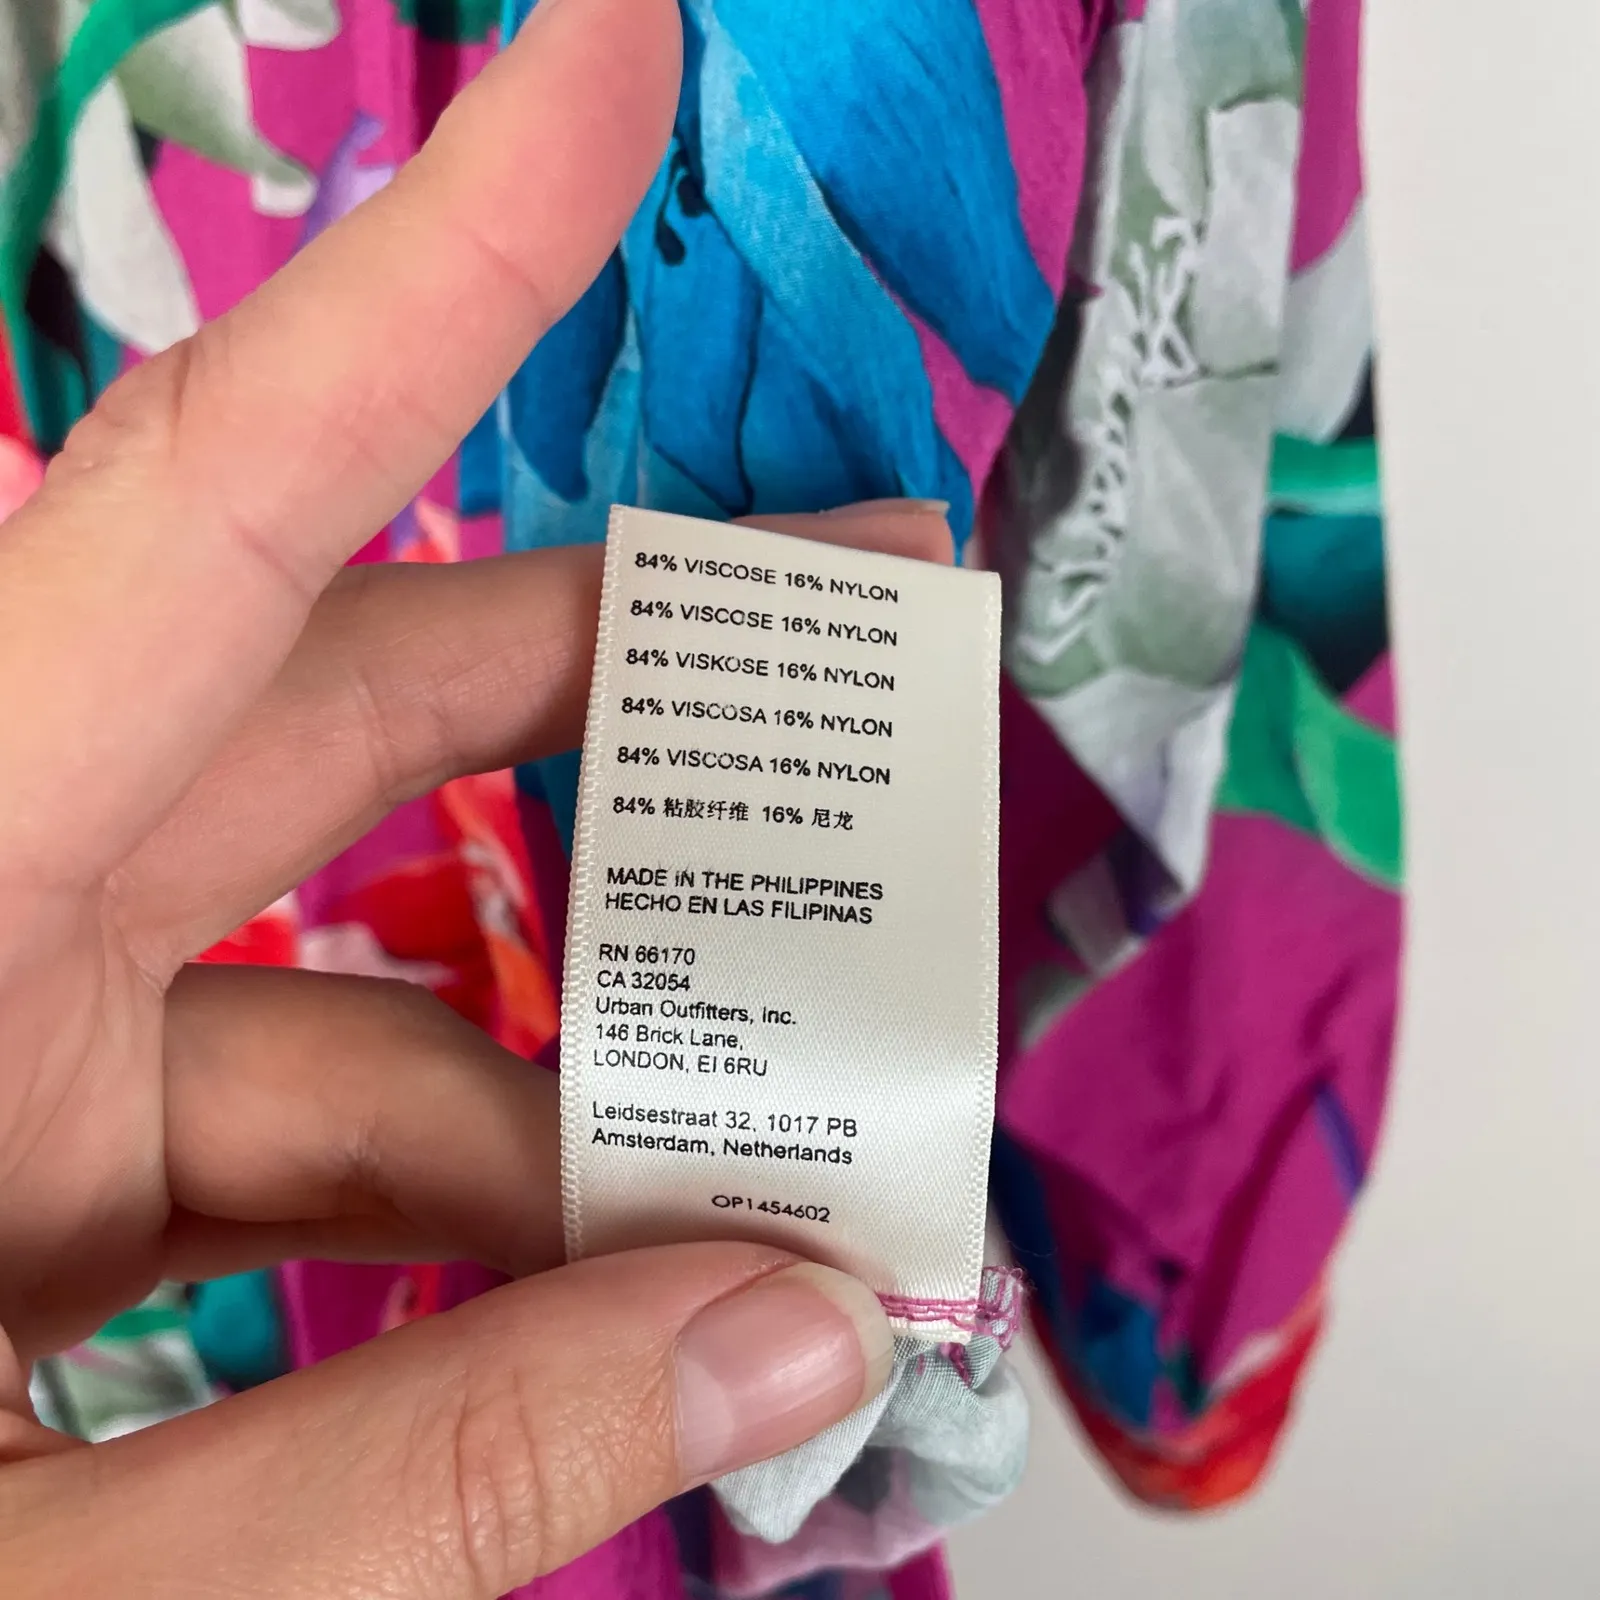 84% VISCOSE 16% NYLON
84% VISCOSE 16% NYLON
84% VISKOSE 16% NYLON
84% VISCOSA 16% NYLON
84% VISCOSA 16% NYLON
84% 粘胶纤维 16% 尼龙
MADE IN THE PHILIPPINES
HECHO EN LAS FILIPINAS
RN 66170
CA 32054
Urban Outfitters, Inc.
146 Brick Lane,
LONDON, EI 6RU
Leidsestraat 32, 1017 PB
Amsterdam, Netherlands
OP1454602